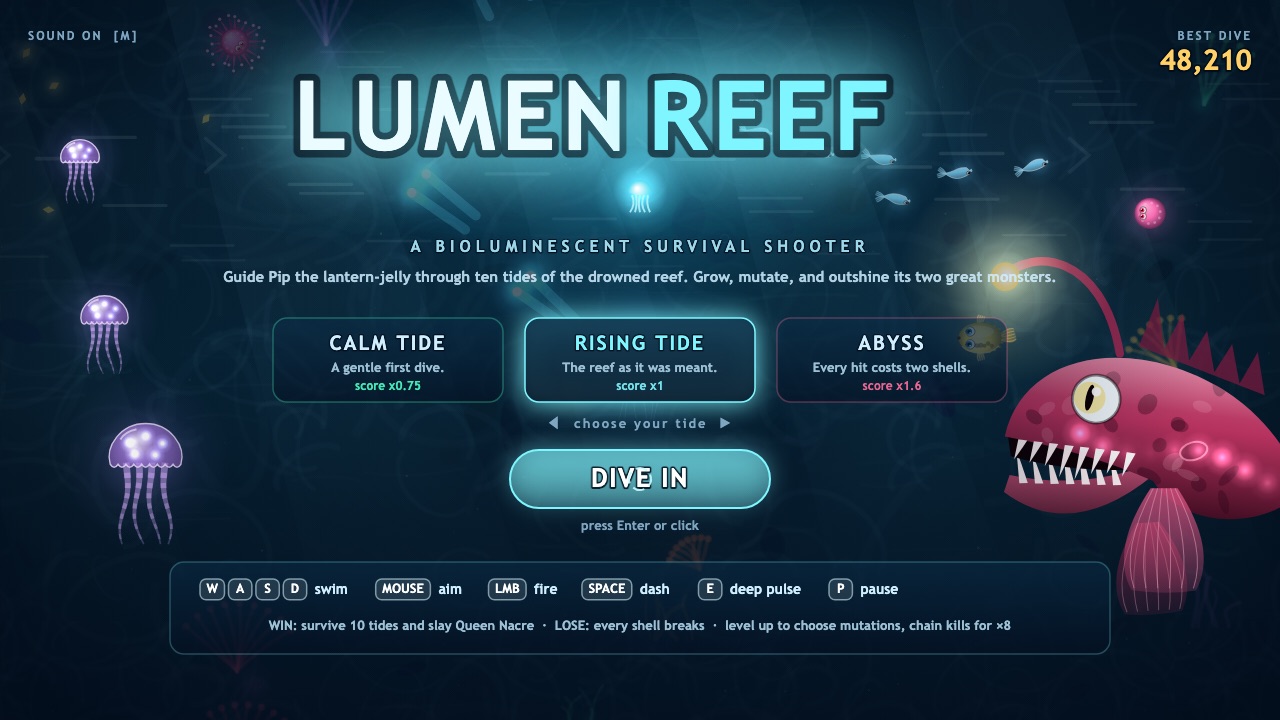 SOUND ON [M]
BEST DIVE
48,210
LUMEN REEF
A BIOLUMINESCENT SURVIVAL SHOOTER
Guide Pip the lantern-jelly through ten tides of the drowned reef. Grow, mutate, and outshine its two great monsters.
CALM TIDE
A gentle first dive.
score x0.75
RISING TIDE
The reef as it was meant.
score x1
ABYSS
Every hit costs two shells.
score x1.6
◀ choose your tide ▶
DIVE IN
press Enter or click
W A S D swim MOUSE aim LMB fire SPACE dash E deep pulse P pause
WIN: survive 10 tides and slay Queen Nacre · LOSE: every shell breaks · level up to choose mutations, chain kills for ×8